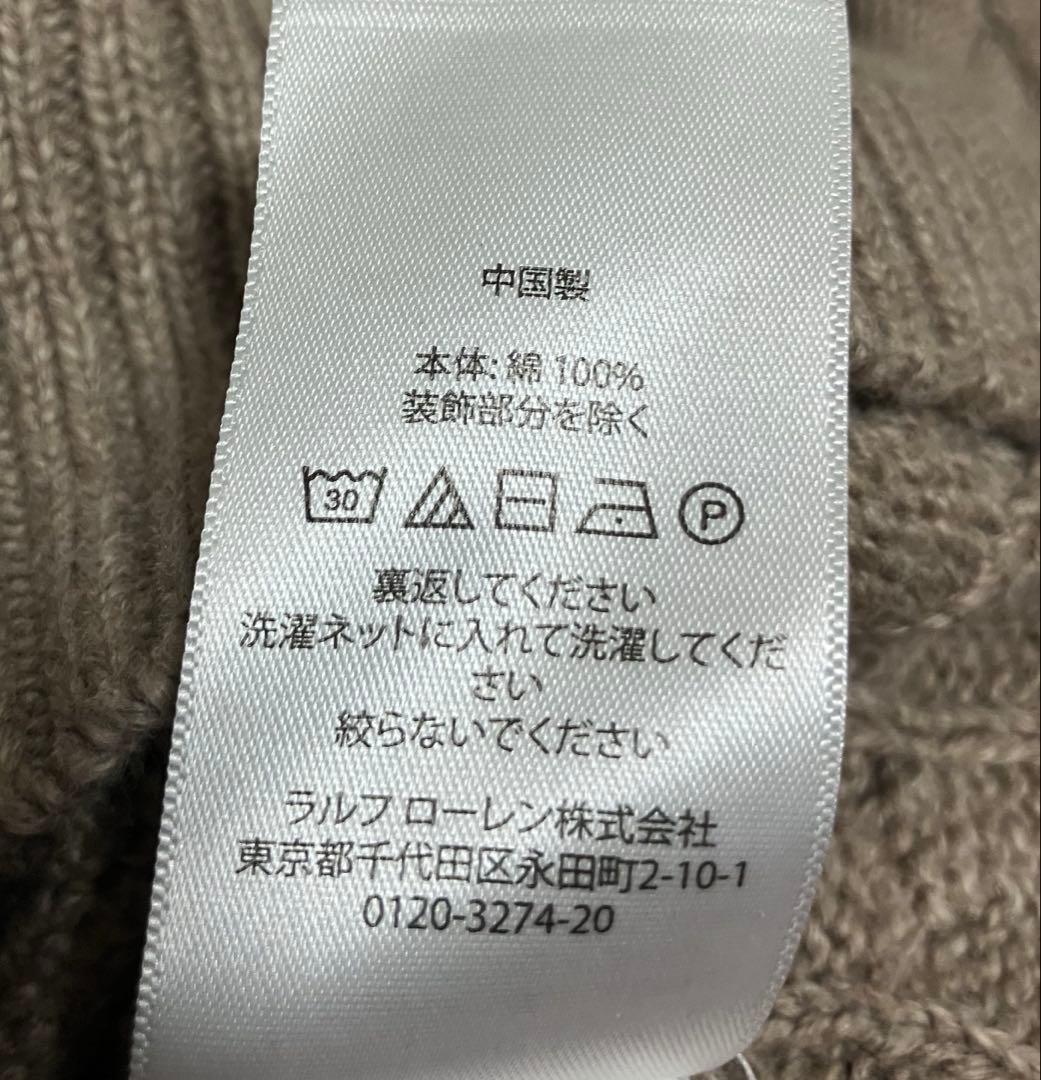 中国製
本体: 綿 100%
装飾部分を除く
30 P
裏返してください
洗濯ネットに入れて洗濯してくだ
さい
絞らないでください
ラルフ ローレン株式会社
東京都千代田区永田町2-10-1
0120-3274-20